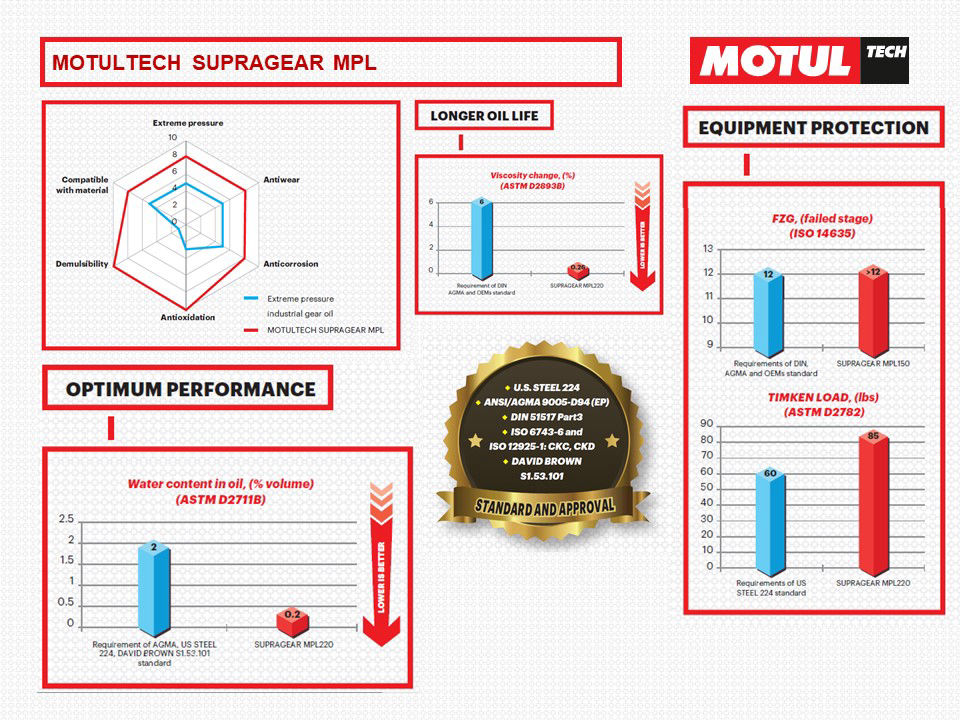 MOTULTECH SUPRAGEAR MPL
MOTUL TECH
Extreme pressure
10
8
6
4
2
0
Antiwear
Anticorrosion
Antioxidation
Demulsibility
Compatible
with material
Extreme pressure
industrial gear oil
MOTULTECH SUPRAGEAR MPL
LONGER OIL LIFE
Viscosity change, (%)
(ASTM D2893B)
6
4
2
0
6
0.26
Requirement of DIN
AGMA and OEMs standard
SUPRAGEAR MPL220
LOWER IS BETTER
EQUIPMENT PROTECTION
FZG, (failed stage)
(ISO 14635)
13
12
11
10
9
12
>12
Requirements of DIN,
AGMA and OEMs standard
SUPRAGEAR MPL150
TIMKEN LOAD, (lbs)
(ASTM D2782)
90
80
70
60
50
40
30
20
10
0
60
85
Requirements of US
STEEL 224 standard
SUPRAGEAR MPL220
OPTIMUM PERFORMANCE
Water content in oil, (% volume)
(ASTM D2711B)
2.5
2
1.5
1
0.5
0
2
0.2
Requirement of AGMA, US STEEL
224, DAVID BROWN S1.53.101
standard
SUPRAGEAR MPL220
LOWER IS BETTER
U.S. STEEL 224
ANSI/AGMA 9005-D94 (EP)
DIN 51517 Part3
ISO 6743-6 and
ISO 12925-1: CKC, CKD
DAVID BROWN
S1.53.101
STANDARD AND APPROVAL